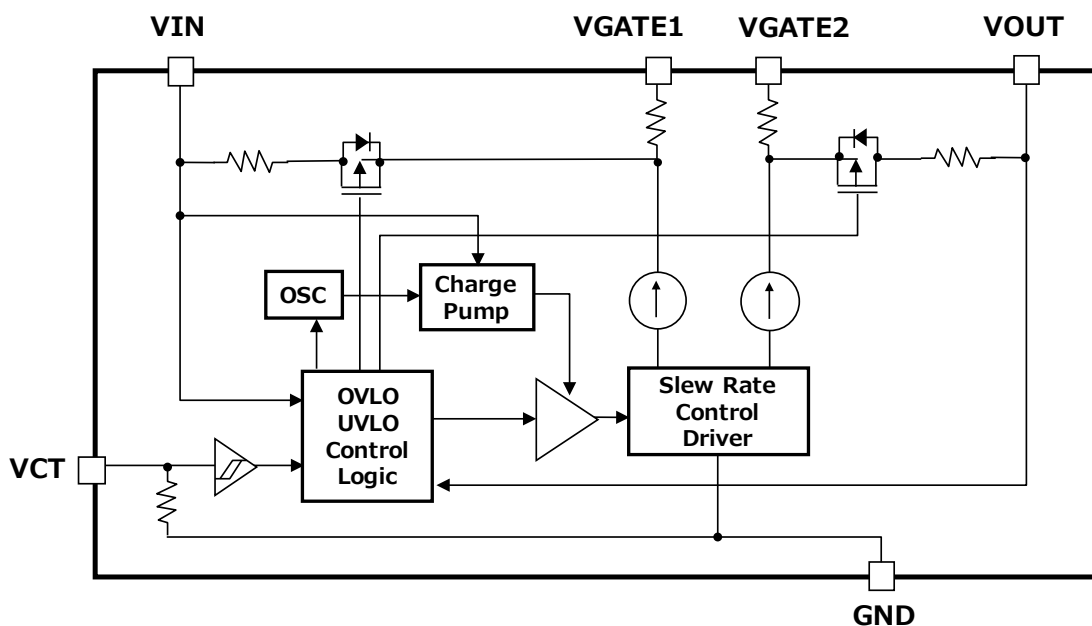 VIN
VGATE1
VGATE2
VOUT
OSC
Charge
Pump
OVLO
UVLO
Control
Logic
Slew Rate
Control
Driver
VCT
GND